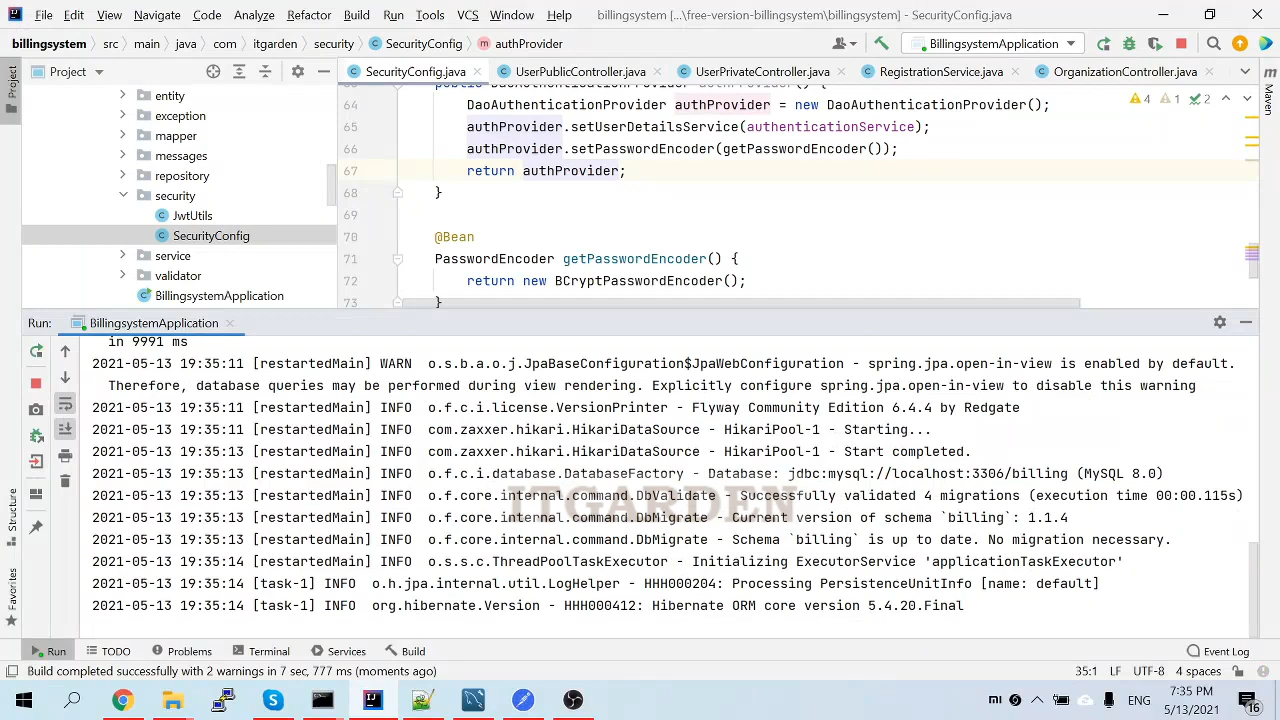 File Edit View Navigate Code Analyze Refactor Build Run Tools VCS Window Help billingsystem [...\free-version-billingsystem\billingsystem] - SecurityConfig.java
billingsystem src main java com itgarden security SecurityConfig authProvider BillingsystemApplication
Project SecurityConfig.java UserPublicController.java UserPrivateController.java RegistrationService.java OrganizationController.java
Project
Maven
entity
exception
mapper
messages
repository
security
JwtUtils
SecurityConfig
service
validator
BillingsystemApplication
4 1 2
64 DaoAuthenticationProvider authProvider = new DaoAuthenticationProvider();
65 authProvider.setUserDetailsService(authenticationService);
66 authProvider.setPasswordEncoder(getPasswordEncoder());
67 return authProvider;
68 }
69
70 @Bean
71 PasswordEncoder getPasswordEncoder() {
72 return new BCryptPasswordEncoder();
73 }
Run: BillingsystemApplication
in 9991 ms
2021-05-13 19:35:11 [restartedMain] WARN o.s.b.a.o.j.JpaBaseConfiguration$JpaWebConfiguration - spring.jpa.open-in-view is enabled by default.
Therefore, database queries may be performed during view rendering. Explicitly configure spring.jpa.open-in-view to disable this warning
2021-05-13 19:35:11 [restartedMain] INFO o.f.c.i.license.VersionPrinter - Flyway Community Edition 6.4.4 by Redgate
2021-05-13 19:35:11 [restartedMain] INFO com.zaxxer.hikari.HikariDataSource - HikariPool-1 - Starting...
2021-05-13 19:35:11 [restartedMain] INFO com.zaxxer.hikari.HikariDataSource - HikariPool-1 - Start completed.
2021-05-13 19:35:11 [restartedMain] INFO o.f.c.i.database.DatabaseFactory - Database: jdbc:mysql://localhost:3306/billing (MySQL 8.0)
2021-05-13 19:35:13 [restartedMain] INFO o.f.core.internal.command.DbValidate - Successfully validated 4 migrations (execution time 00:00.115s)
2021-05-13 19:35:13 [restartedMain] INFO o.f.core.internal.command.DbMigrate - Current version of schema `billing`: 1.1.4
2021-05-13 19:35:13 [restartedMain] INFO o.f.core.internal.command.DbMigrate - Schema `billing` is up to date. No migration necessary.
2021-05-13 19:35:14 [restartedMain] INFO o.s.s.c.ThreadPoolTaskExecutor - Initializing ExecutorService 'applicationTaskExecutor'
2021-05-13 19:35:14 [task-1] INFO o.h.jpa.internal.util.LogHelper - HHH000204: Processing PersistenceUnitInfo [name: default]
2021-05-13 19:35:14 [task-1] INFO org.hibernate.Version - HHH000412: Hibernate ORM core version 5.4.20.Final
ITGARDEN
Structure
Favorites
Run TODO Problems Terminal Services Build Event Log
Build completed successfully with 2 warnings in 7 sec, 777 ms (moments ago) 35:1 LF UTF-8 4 spaces
ENG 7:35 PM
5/13/2021
16